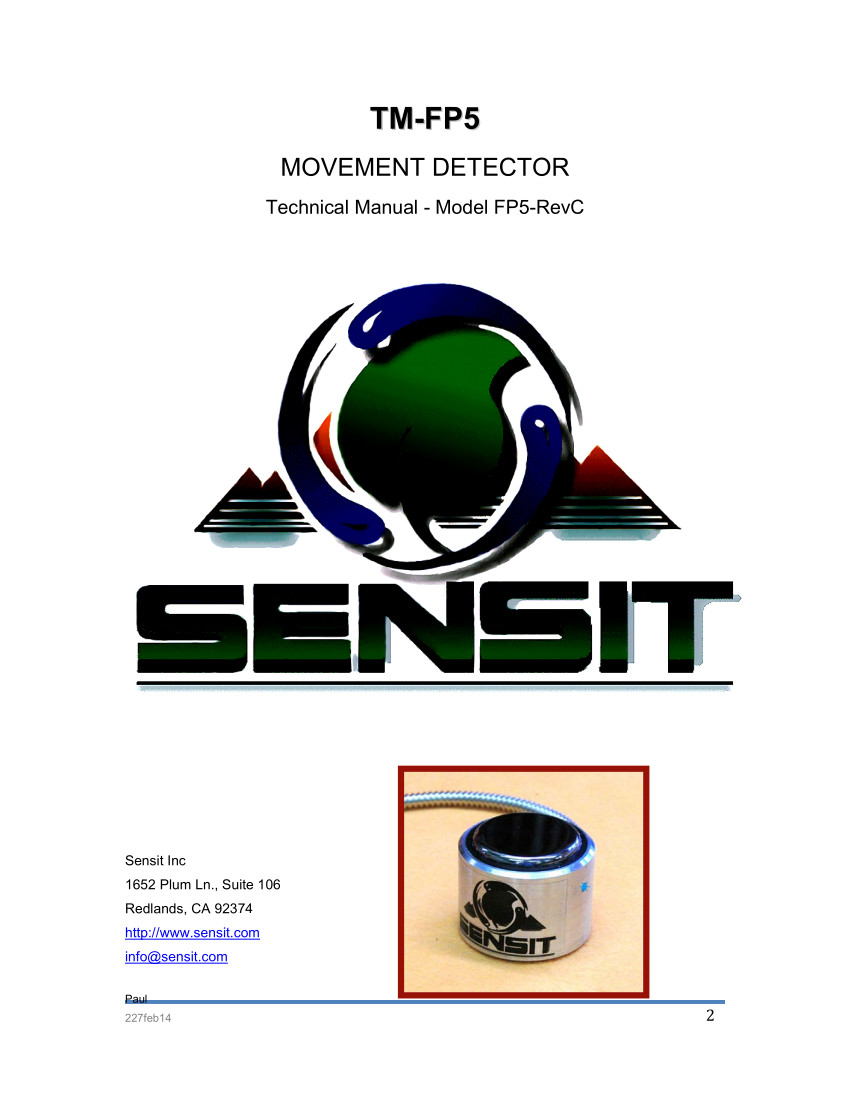 TM-FP5
MOVEMENT DETECTOR
Technical Manual - Model FP5-RevC
SENSIT
SENSIT
Sensit Inc
1652 Plum Ln., Suite 106
Redlands, CA 92374
http://www.sensit.com
info@sensit.com
Paul
227feb14
2